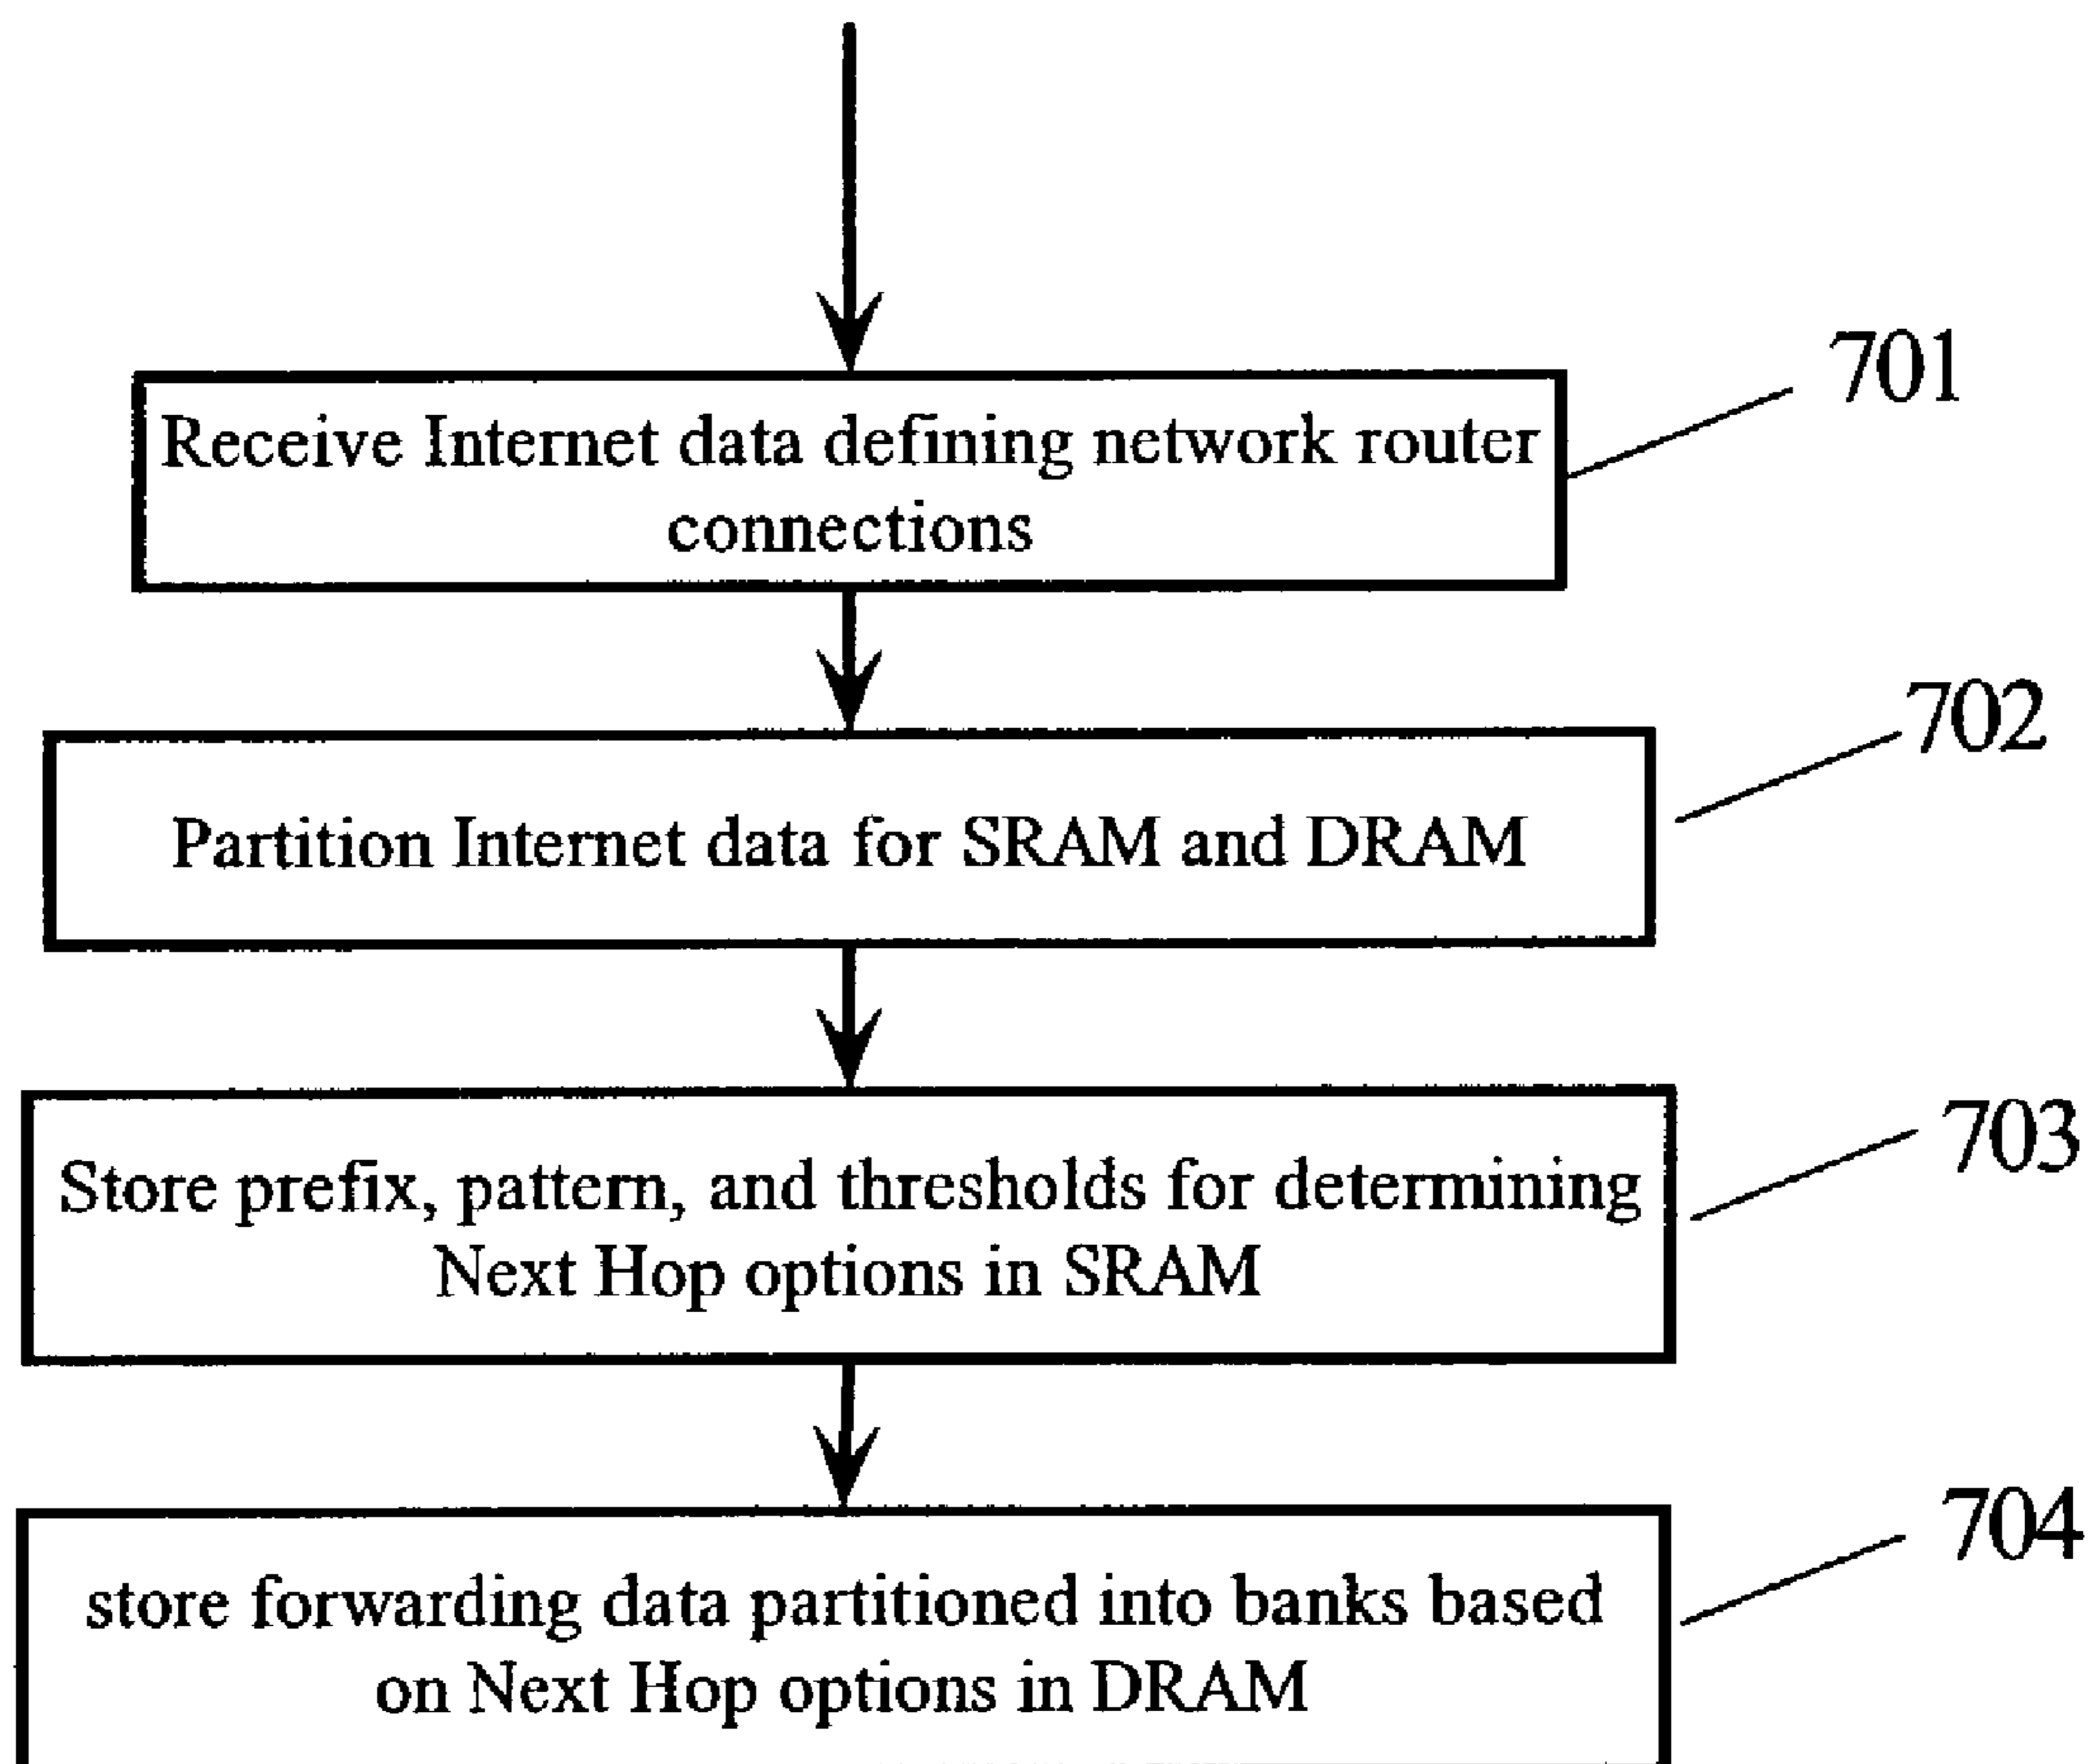 701
Receive Internet data defining network router
connections
702
Partition Internet data for SRAM and DRAM
703
Store prefix, pattern, and thresholds for determining
Next Hop options in SRAM
704
store forwarding data partitioned into banks based
on Next Hop options in DRAM